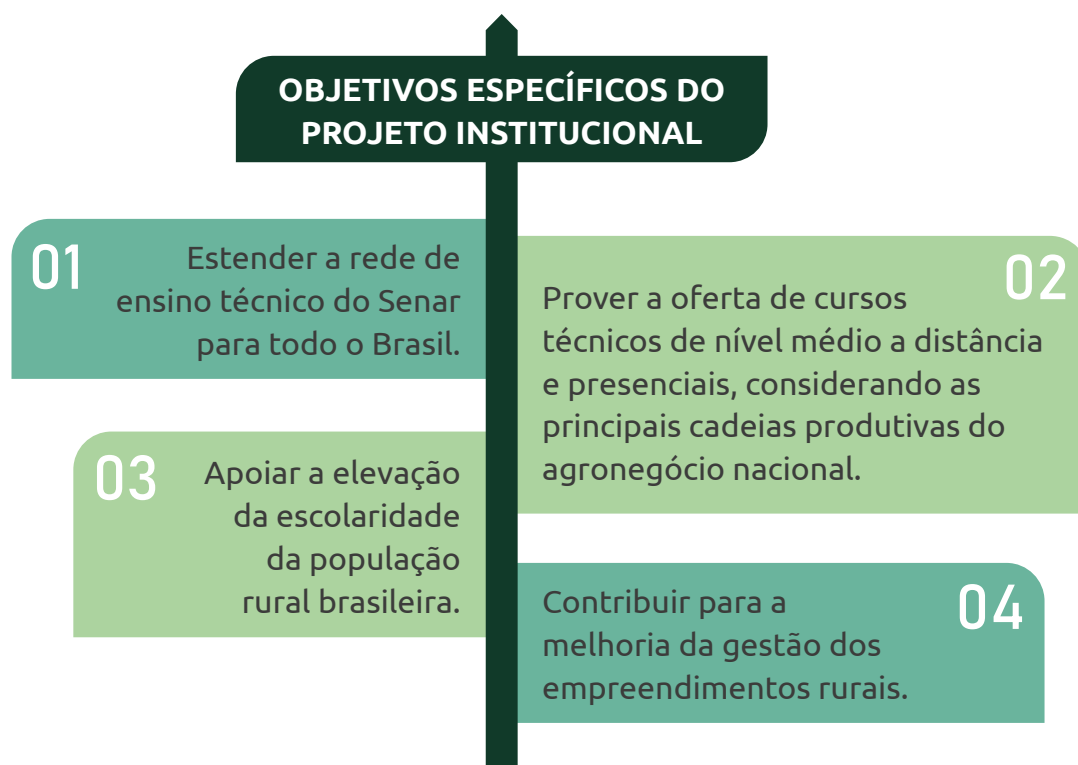 OBJETIVOS ESPECÍFICOS DO
PROJETO INSTITUCIONAL
01
Estender a rede de
ensino técnico do Senar
para todo o Brasil.
02
Prover a oferta de cursos
técnicos de nível médio a distância
e presenciais, considerando as
principais cadeias produtivas do
agronegócio nacional.
03
Apoiar a elevação
da escolaridade
da população
rural brasileira.
04
Contribuir para a
melhoria da gestão dos
empreendimentos rurais.